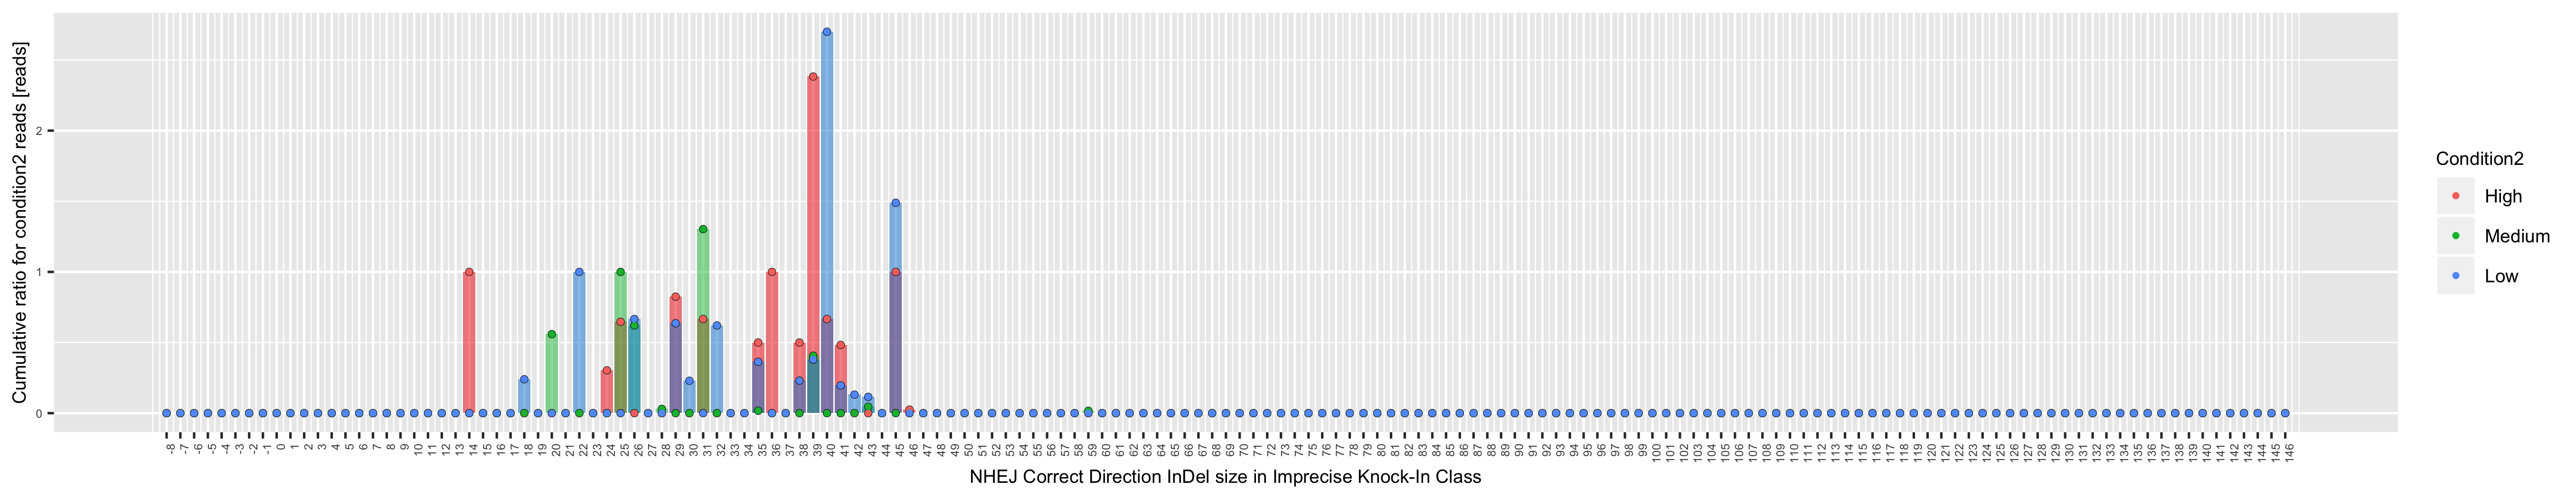 Cumulative ratio for condition2 reads [reads]
2
1
0
-8 -7 -6 -5 -4 -3 -2 -1 0 1 2 3 4 5 6 7 8 9 10 11 12 13 14 15 16 17 18 19 20 21 22 23 24 25 26 27 28 29 30 31 32 33 34 35 36 37 38 39 40 41 42 43 44 45 46 47 48 49 50 51 52 53 54 55 56 57 58 59 60 61 62 63 64 65 66 67 68 69 70 71 72 73 74 75 76 77 78 79 80 81 82 83 84 85 86 87 88 89 90 91 92 93 94 95 96 97 98 99 100 101 102 103 104 105 106 107 108 109 110 111 112 113 114 115 116 117 118 119 120 121 122 123 124 125 126 127 128 129 130 131 132 133 134 135 136 137 138 139 140 141 142 143 144 145 146
NHEJ Correct Direction InDel size in Imprecise Knock-In Class
Condition2
High
Medium
Low